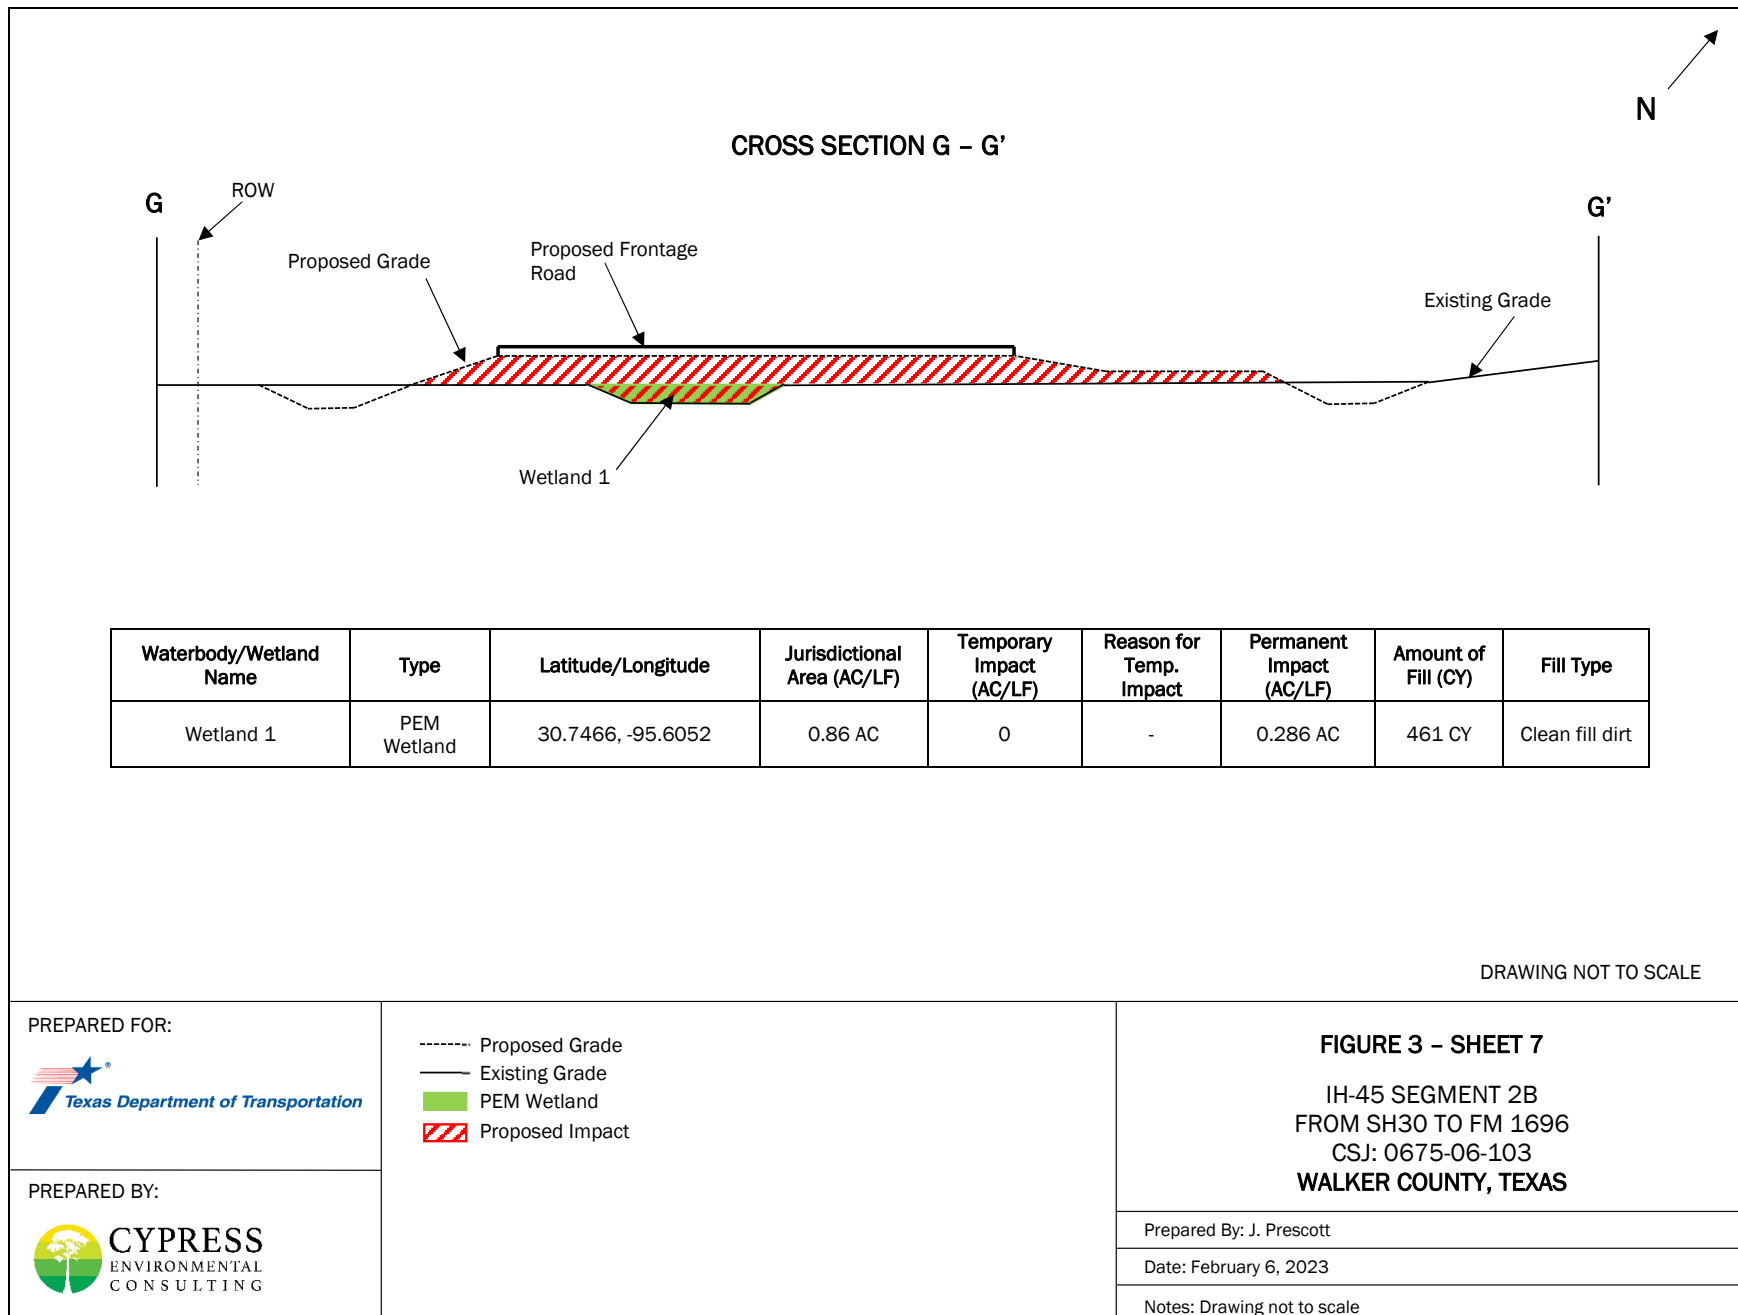 N
CROSS SECTION G – G’
G
ROW
G’
Proposed Grade
Proposed Frontage
Road
Existing Grade
Wetland 1
Waterbody/Wetland
Name
Type
Latitude/Longitude
Jurisdictional
Area (AC/LF)
Temporary
Impact
(AC/LF)
Reason for
Temp.
Impact
Permanent
Impact
(AC/LF)
Amount of
Fill (CY)
Fill Type
Wetland 1
PEM
Wetland
30.7466, -95.6052
0.86 AC
0
-
0.286 AC
461 CY
Clean fill dirt
DRAWING NOT TO SCALE
PREPARED FOR:
®
Texas Department of Transportation
PREPARED BY:
CYPRESS
ENVIRONMENTAL
CONSULTING
Proposed Grade
Existing Grade
PEM Wetland
Proposed Impact
FIGURE 3 – SHEET 7
IH-45 SEGMENT 2B
FROM SH30 TO FM 1696
CSJ: 0675-06-103
WALKER COUNTY, TEXAS
Prepared By: J. Prescott
Date: February 6, 2023
Notes: Drawing not to scale